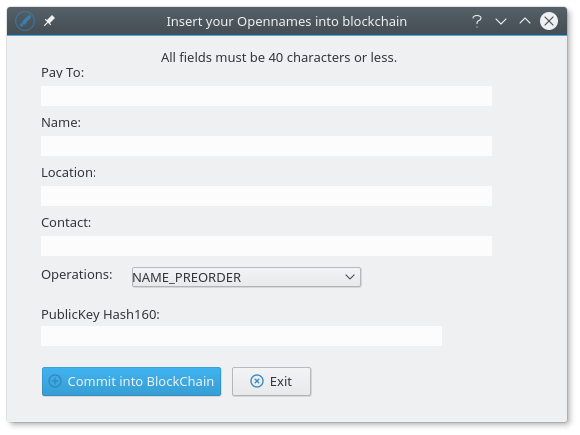 Insert your Opennames into blockchain
All fields must be 40 characters or less.
Pay To:
Name:
Location:
Contact:
Operations: NAME_PREORDER
PublicKey Hash160:
Commit into BlockChain Exit